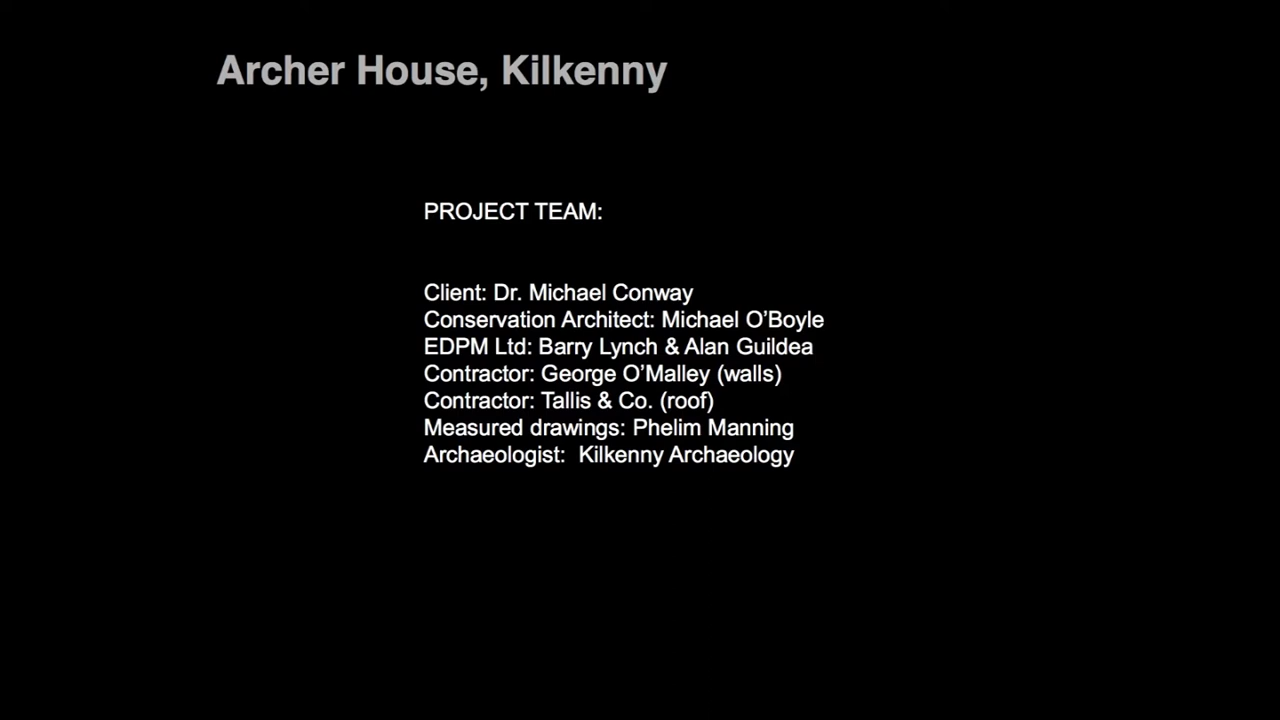 Archer House, Kilkenny
PROJECT TEAM:
Client: Dr. Michael Conway
Conservation Architect: Michael O’Boyle
EDPM Ltd: Barry Lynch & Alan Guildea
Contractor: George O’Malley (walls)
Contractor: Tallis & Co. (roof)
Measured drawings: Phelim Manning
Archaeologist:  Kilkenny Archaeology